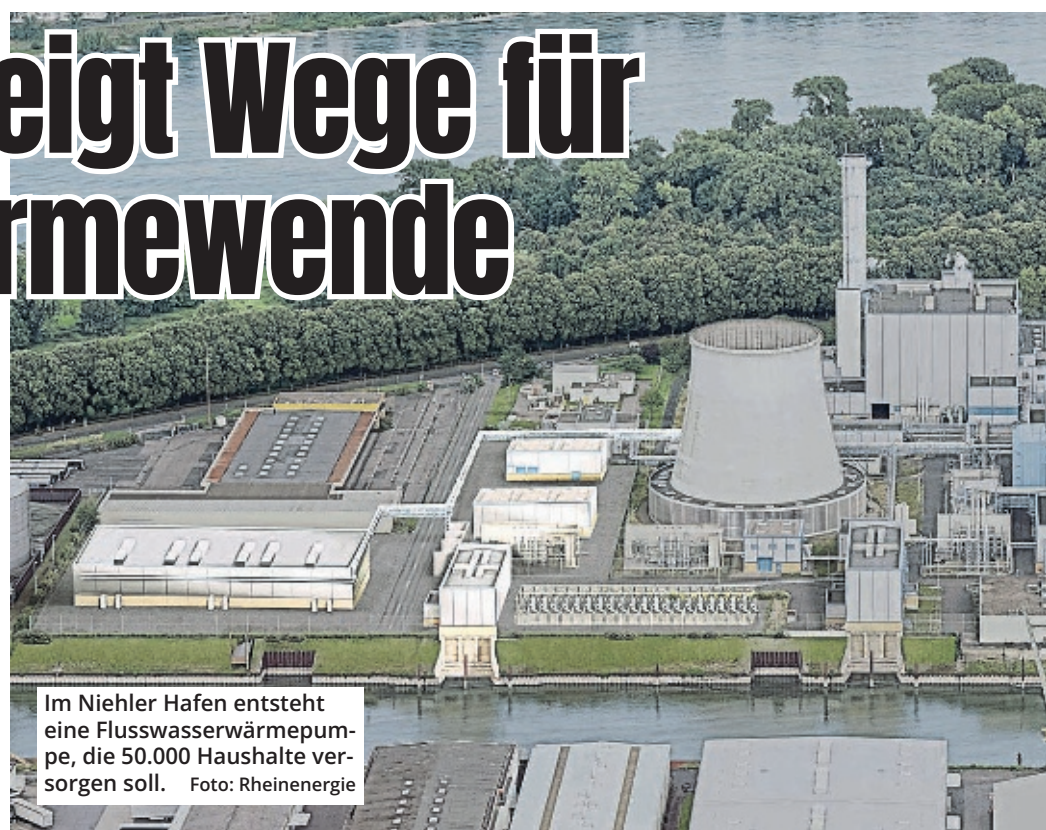 eigt Wege für
rmewende
Im Niehler Hafen entsteht
eine Flusswasserwärmepum-
pe, die 50.000 Haushalte ver-
sorgen soll. Foto: Rheinenergie